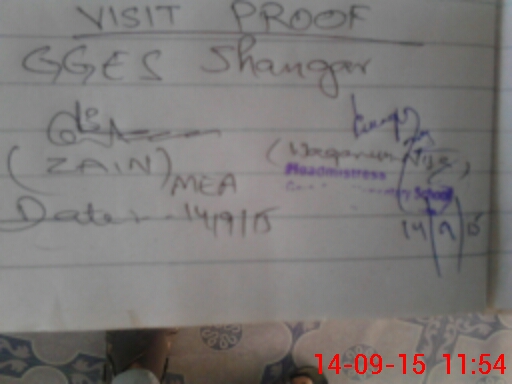 VISIT PROOF
GGES Shangar
(ZAIN) MEA
Date:- 14/9/15
Headmistress
School
14/9/15
14-09-15 11:54